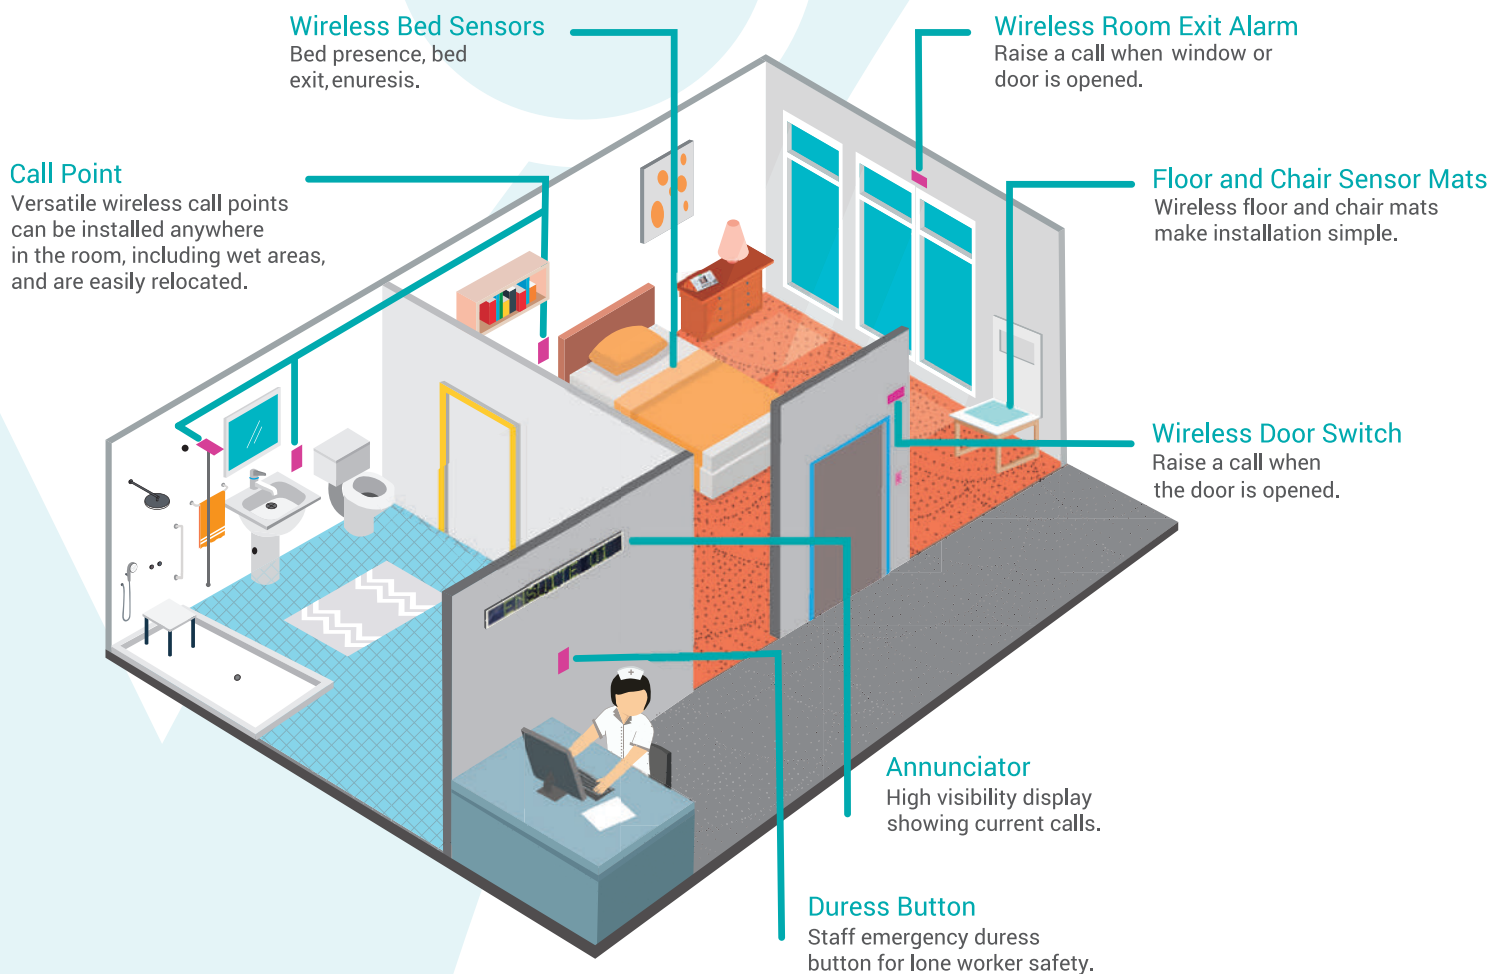 Wireless Bed Sensors
Bed presence, bed
exit, enuresis.
Wireless Room Exit Alarm
Raise a call when window or
door is opened.
Call Point
Versatile wireless call points
can be installed anywhere
in the room, including wet areas,
and are easily relocated.
Floor and Chair Sensor Mats
Wireless floor and chair mats
make installation simple.
Wireless Door Switch
Raise a call when
the door is opened.
ENSUITE 01
Annunciator
High visibility display
showing current calls.
Duress Button
Staff emergency duress
button for lone worker safety.